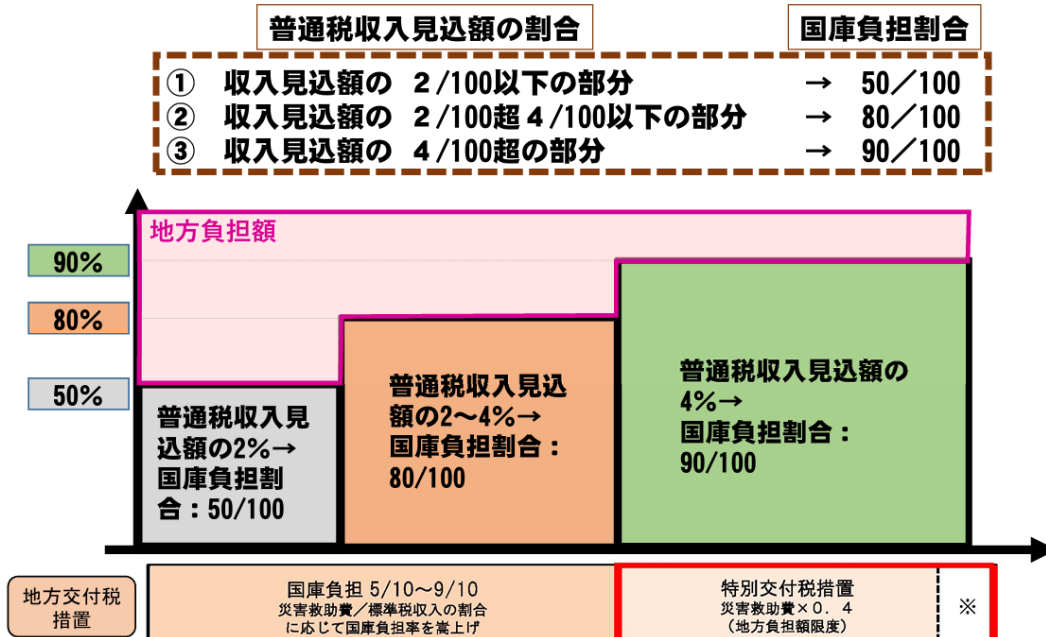 普通税収入見込額の割合
国庫負担割合
① 収入見込額の 2/100以下の部分 → 50/100
② 収入見込額の 2/100超4/100以下の部分 → 80/100
③ 収入見込額の 4/100超の部分 → 90/100
地方負担額
90%
80%
50%
普通税収入見
込額の2%→
国庫負担割
合：50/100
普通税収入見込
額の2～4%→
国庫負担割合：
80/100
普通税収入見込額の
4%→
国庫負担割合：
90/100
地方交付税
措置
国庫負担 5/10～9/10
災害救助費/標準税収入の割合
に応じて国庫負担率を嵩上げ
特別交付税措置
災害救助費×0.4
（地方負担額限度）
※